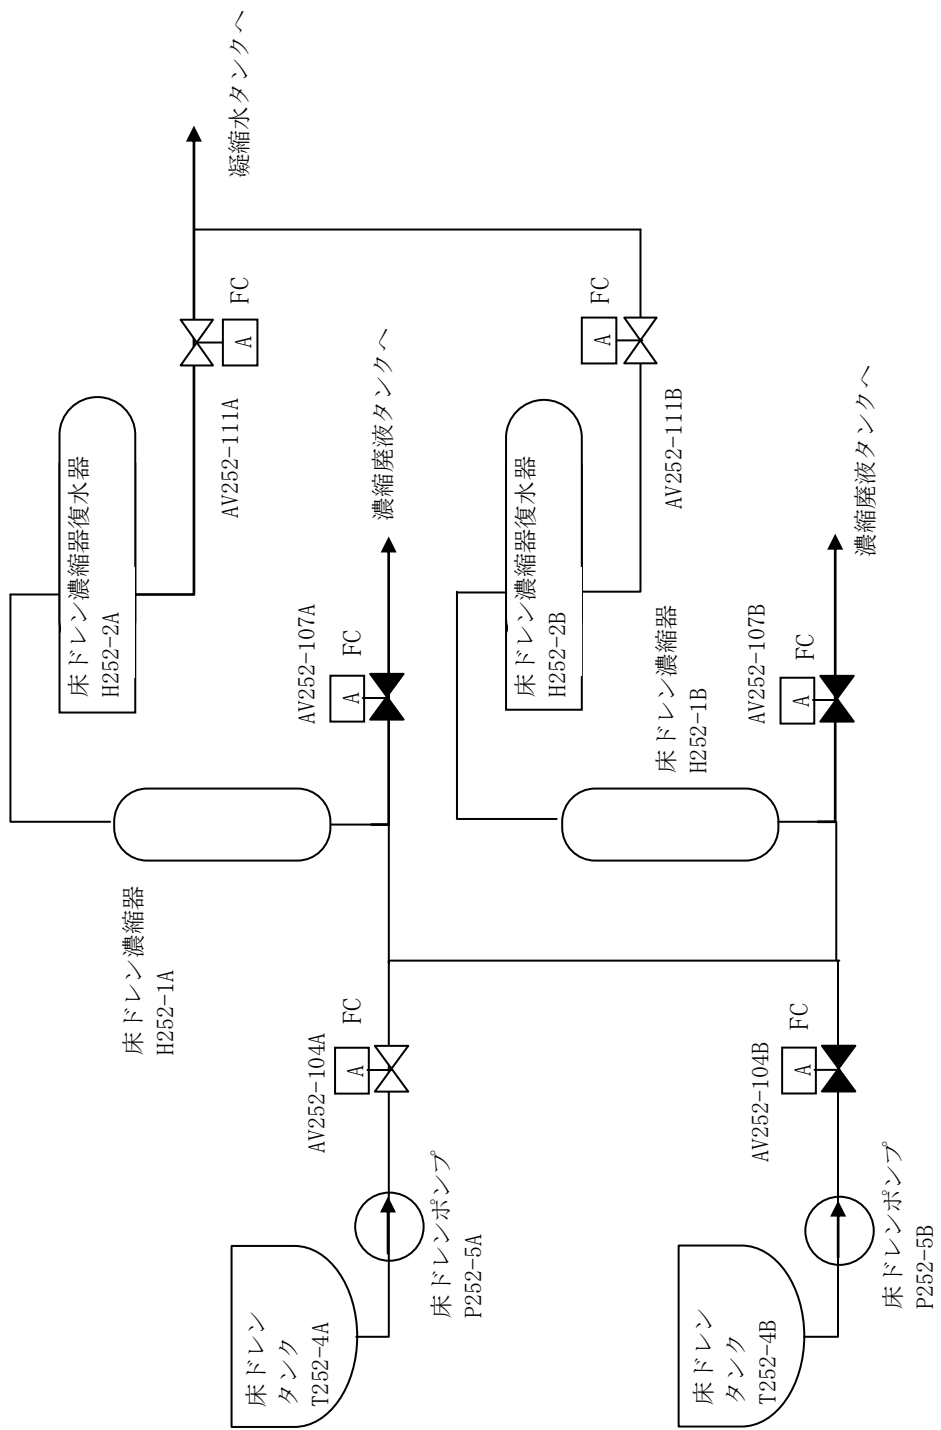 床ドレン
タンク
T252-4A
床ドレンポンプ
P252-5A
AV252-104A
A
FC
床ドレン濃縮器
H252-1A
床ドレン濃縮器復水器
H252-2A
AV252-107A
A
FC
濃縮廃液タンクへ
AV252-111A
A
FC
凝縮水タンクへ
床ドレン
タンク
T252-4B
床ドレンポンプ
P252-5B
AV252-104B
A
FC
床ドレン濃縮器
H252-1B
床ドレン濃縮器復水器
H252-2B
AV252-107B
A
FC
濃縮廃液タンクへ
AV252-111B
A
FC